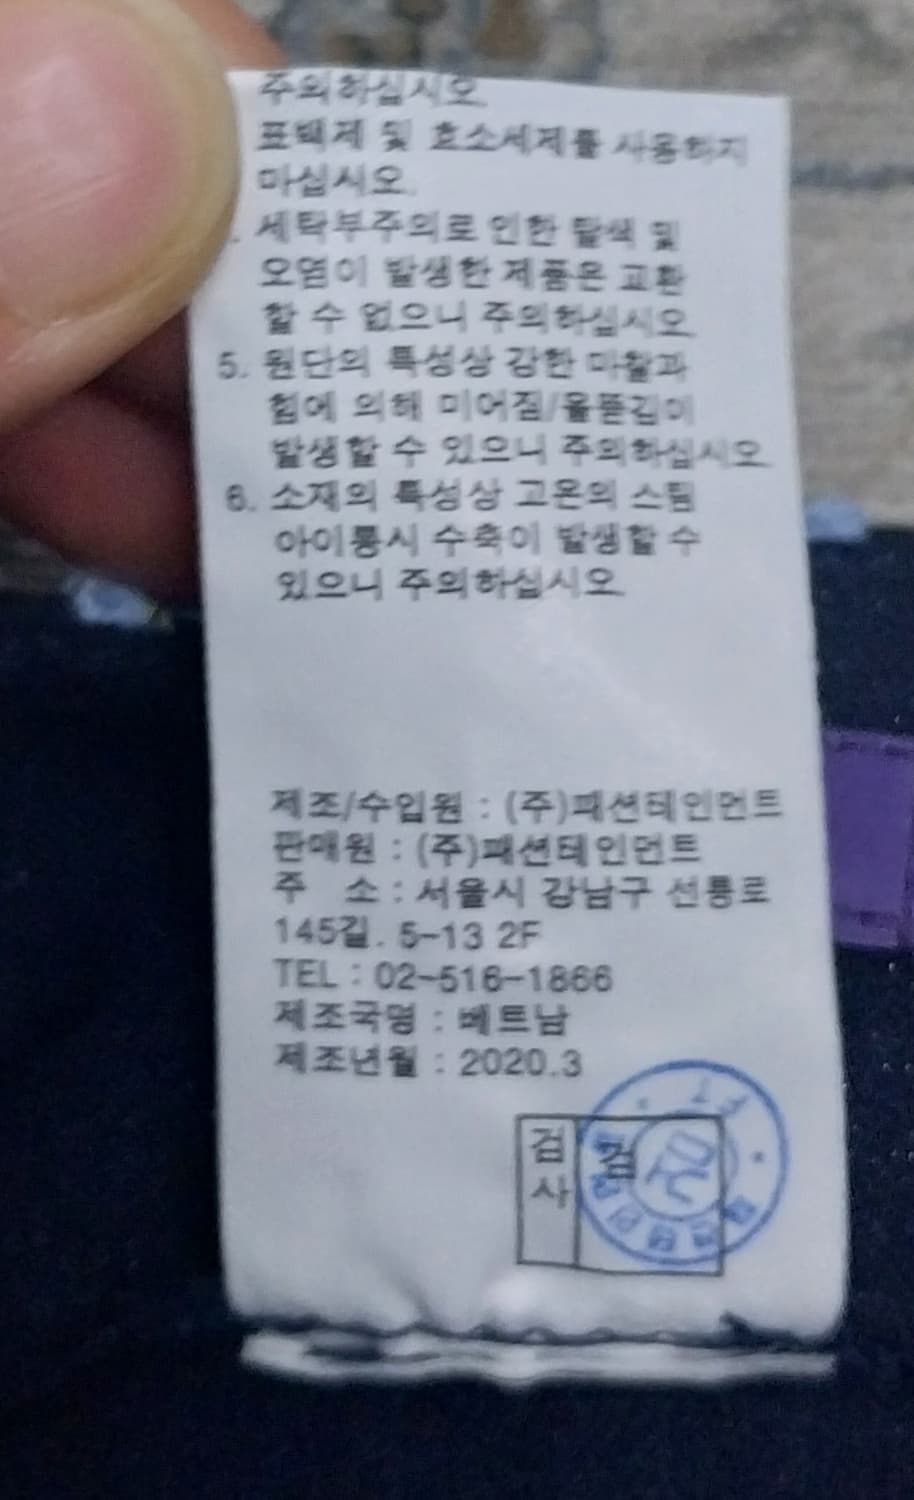 주의하십시오.
표백제 및 효소세제를 사용하지
마십시오.
세탁부주의로 인한 탈색 및
오염이 발생한 제품은 교환
할 수 없으니 주의하십시오.
5. 원단의 특성상 강한 마찰과
힘에 의해 미어짐/올뜯김이
발생할 수 있으니 주의하십시오.
6. 소재의 특성상 고온의 스팀
아이롱시 수축이 발생할 수
있으니 주의하십시오.
제조/수입원 : (주)패션테인먼트
판매원 : (주)패션테인먼트
주 소 : 서울시 강남구 선릉로
145길. 5-13 2F
TEL : 02-516-1866
제조국명 : 베트남
제조년월 : 2020.3
검사
검